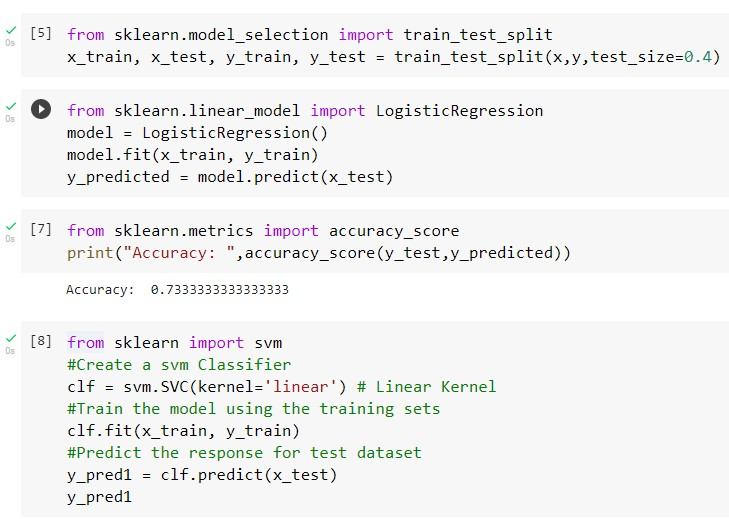 [5] from sklearn.model_selection import train_test_split
0s
x_train, x_test, y_train, y_test = train_test_split(x,y,test_size=0.4)
from sklearn.linear_model import LogisticRegression
0s
model = LogisticRegression()
model.fit(x_train, y_train)
y_predicted = model.predict(x_test)
[7] from sklearn.metrics import accuracy_score
0s
print("Accuracy: ",accuracy_score(y_test,y_predicted))
Accuracy:  0.7333333333333333
[8] from sklearn import svm
0s
#Create a svm Classifier
clf = svm.SVC(kernel='linear') # Linear Kernel
#Train the model using the training sets
clf.fit(x_train, y_train)
#Predict the response for test dataset
y_pred1 = clf.predict(x_test)
y_pred1